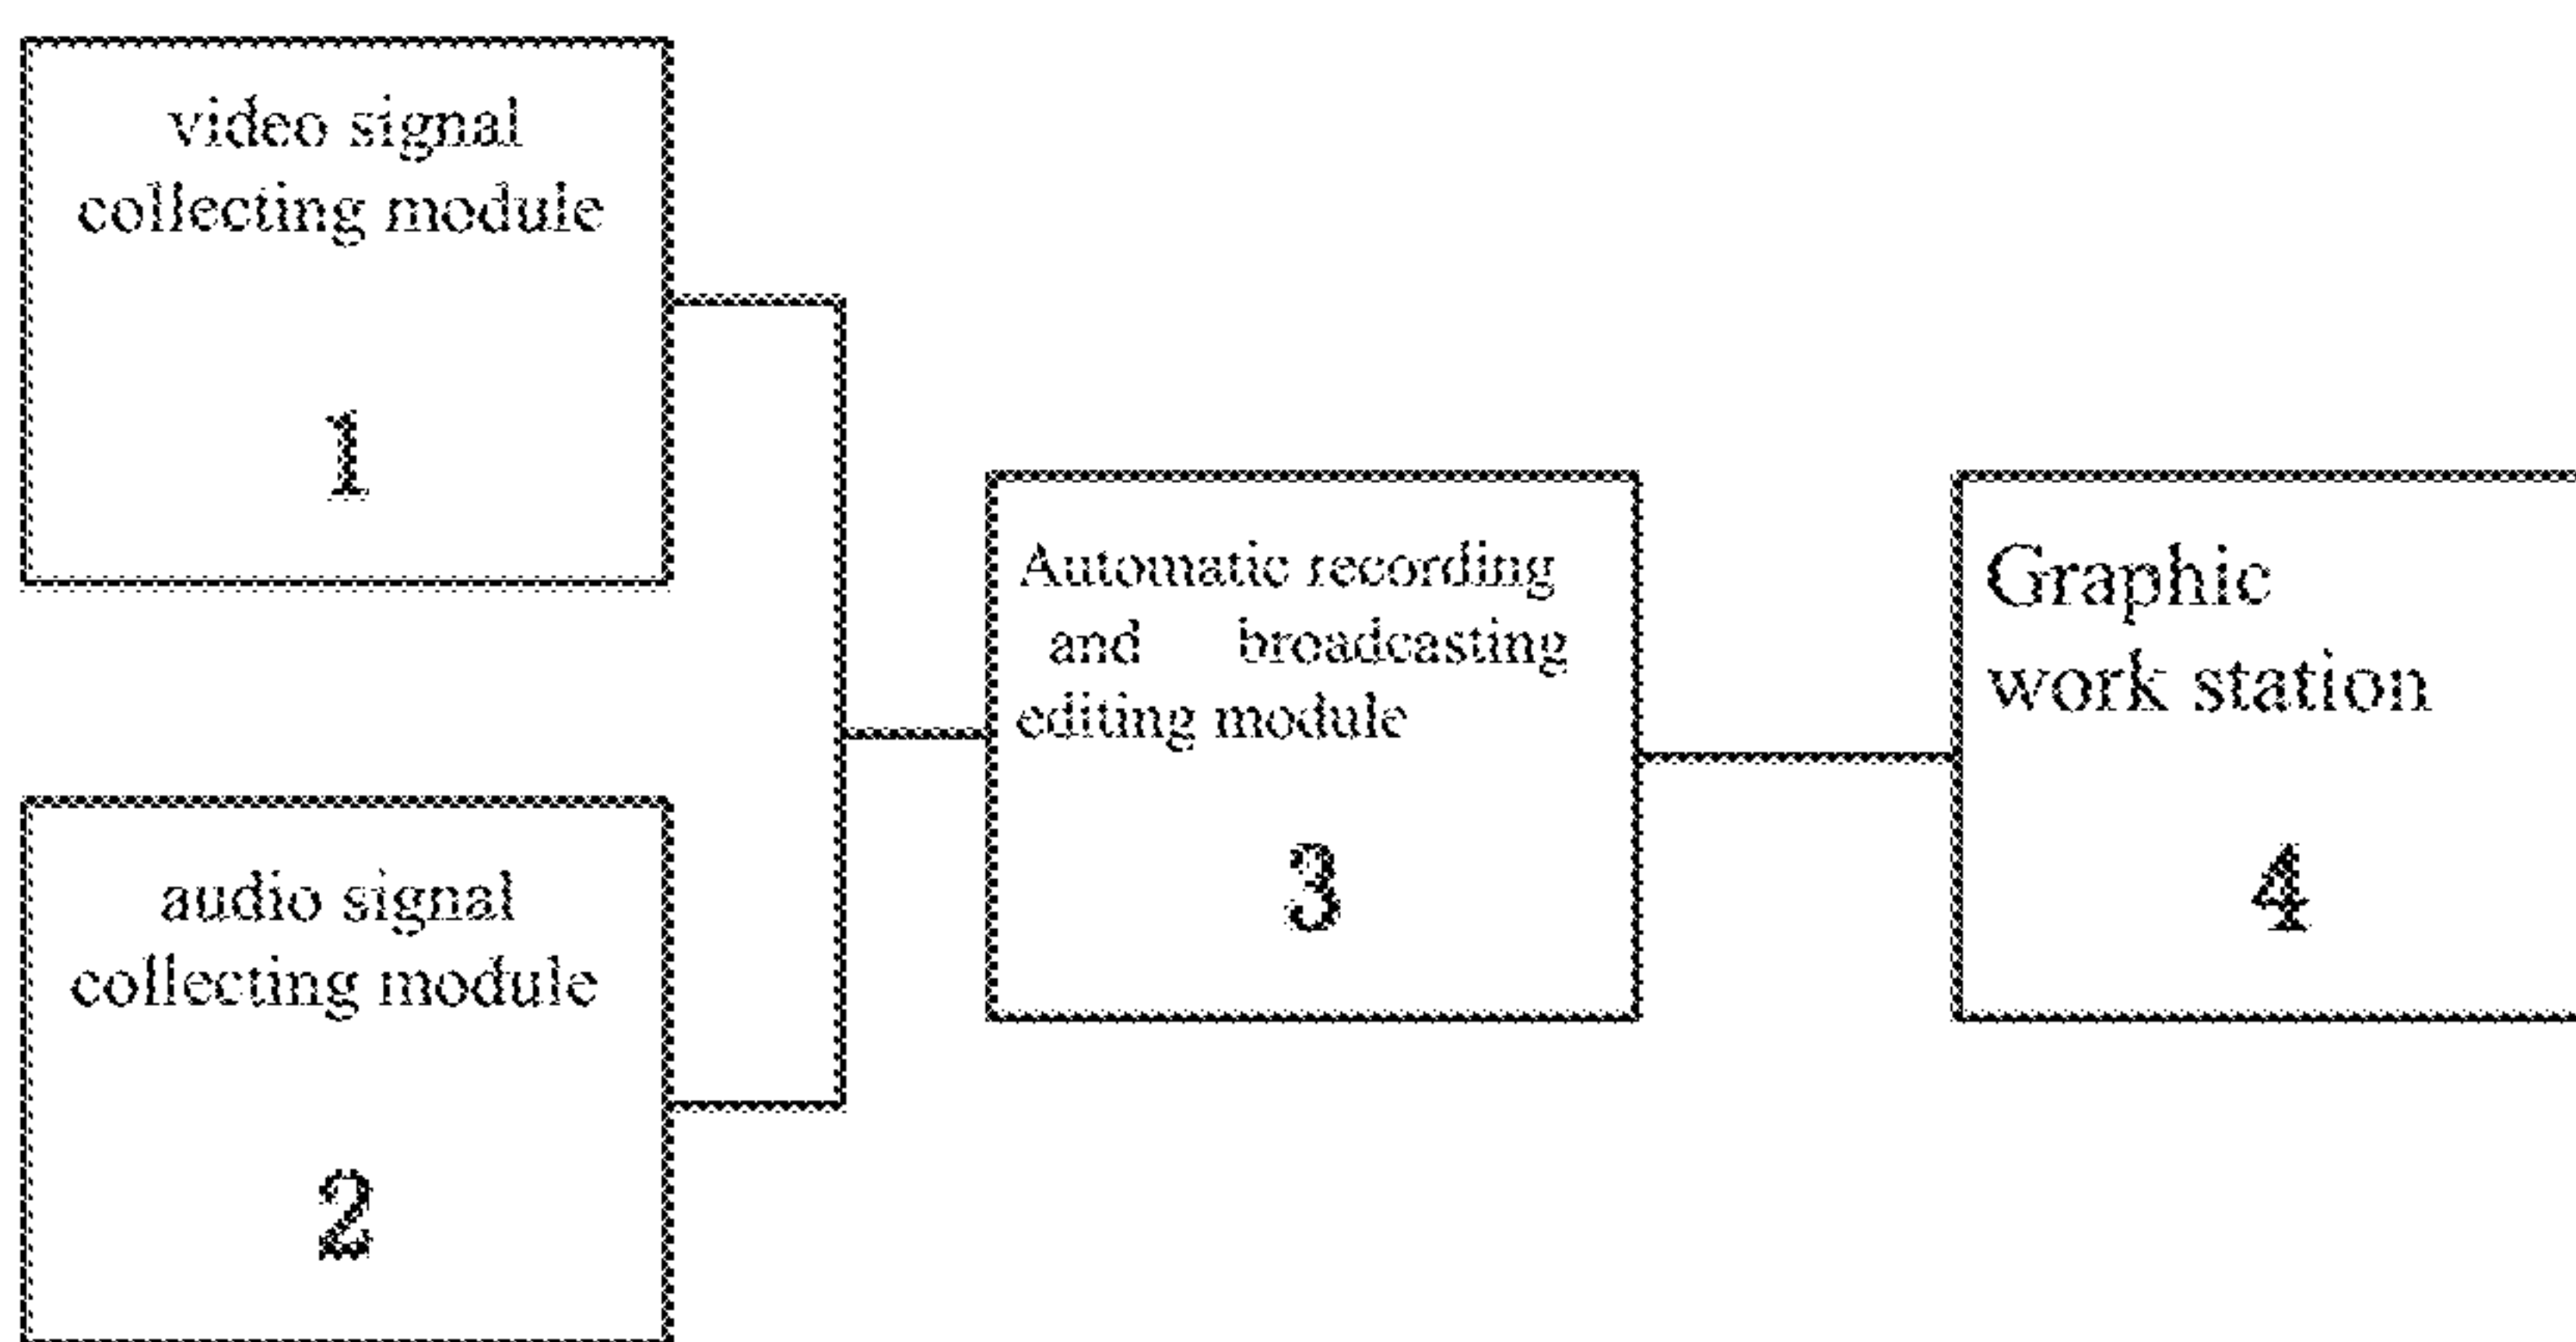 video signal
collecting module
1
audio signal
collecting module
2
Automatic recording
and broadcasting
editing module
3
Graphic
work station
4